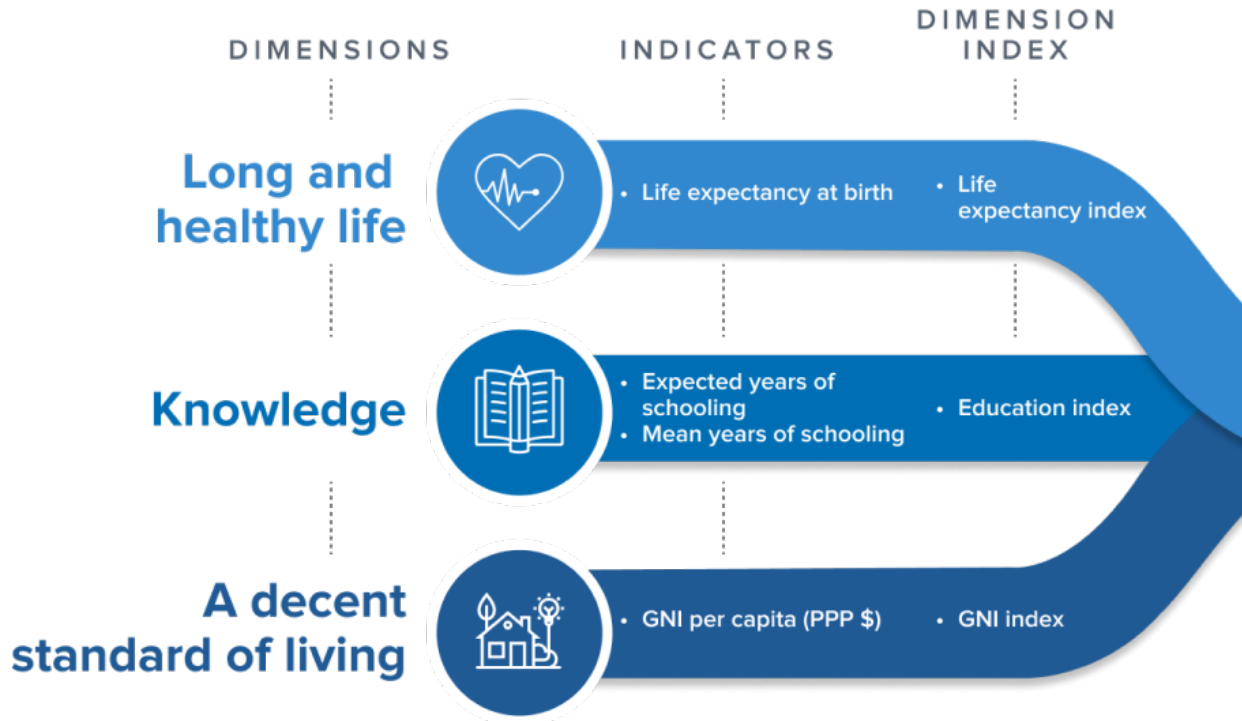 DIMENSIONS
INDICATORS
DIMENSION
INDEX
Long and
healthy life
• Life expectancy at birth
• Life
expectancy index
Knowledge
• Expected years of
schooling
• Mean years of schooling
• Education index
A decent
standard of living
• GNI per capita (PPP $)
• GNI index